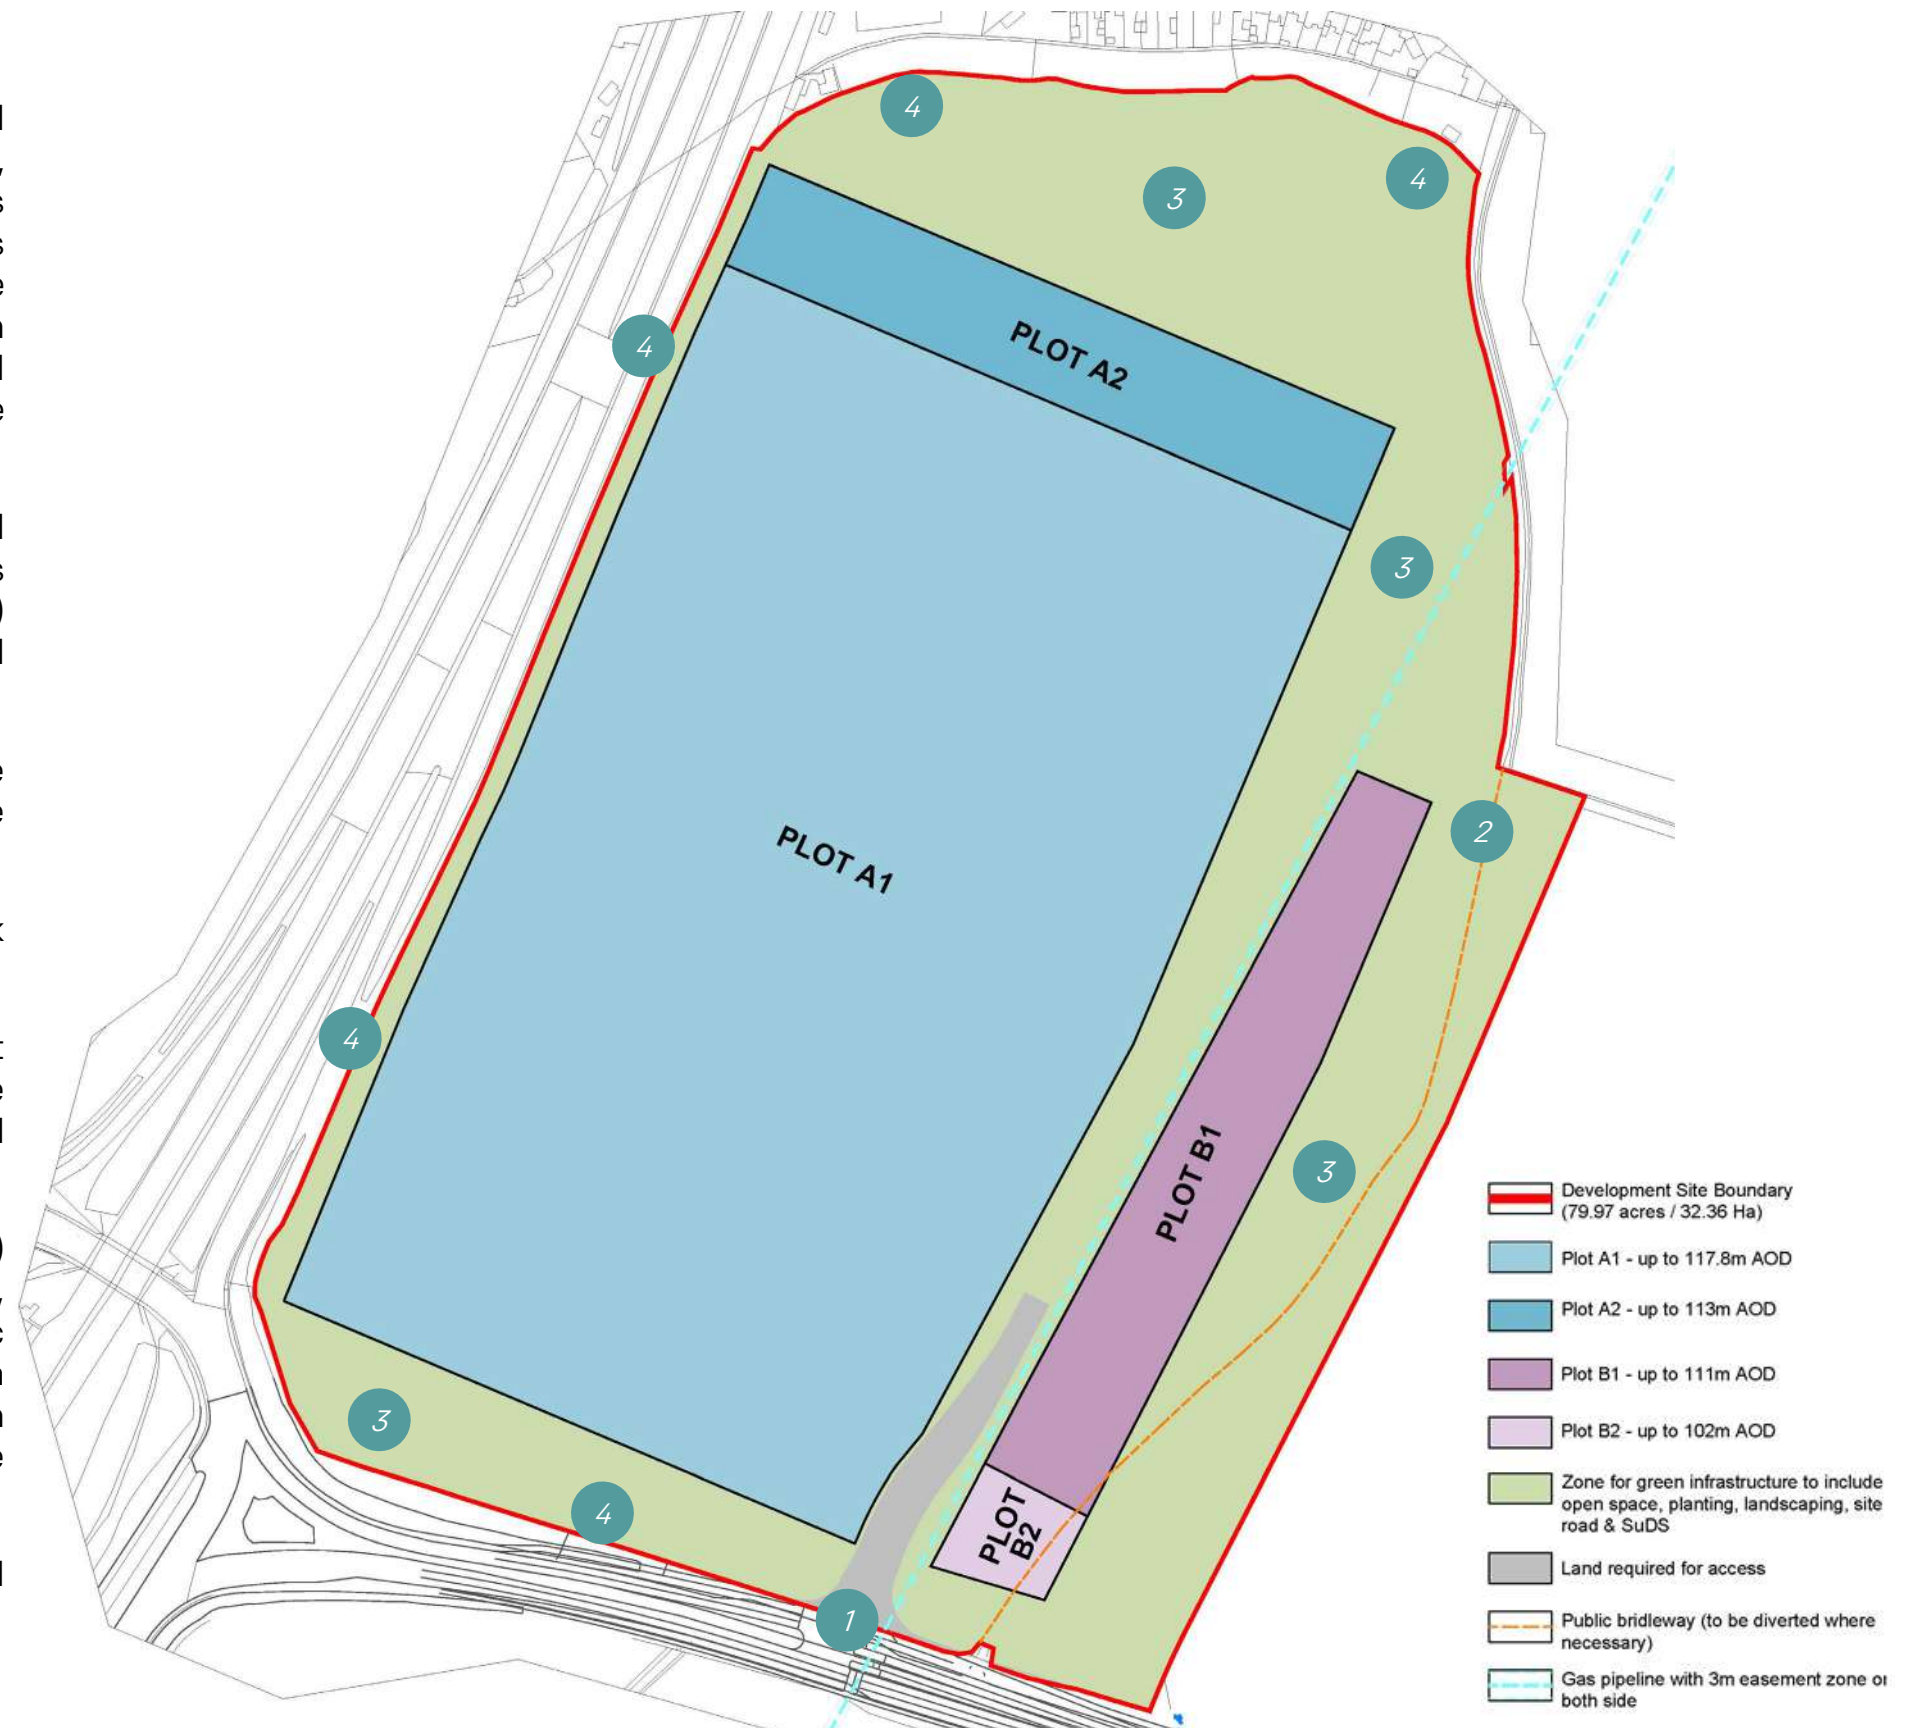 4
4
3
4
PLOT A2
3
PLOT A1
2
4
PLOT B1
3
3
4
PLOT
B2
1
Development Site Boundary
(79.97 acres / 32.36 Ha)
Plot A1 - up to 117.8m AOD
Plot A2 - up to 113m AOD
Plot B1 - up to 111m AOD
Plot B2 - up to 102m AOD
Zone for green infrastructure to include
open space, planting, landscaping, site
road & SuDS
Land required for access
Public bridleway (to be diverted where
necessary)
Gas pipeline with 3m easement zone on
both side